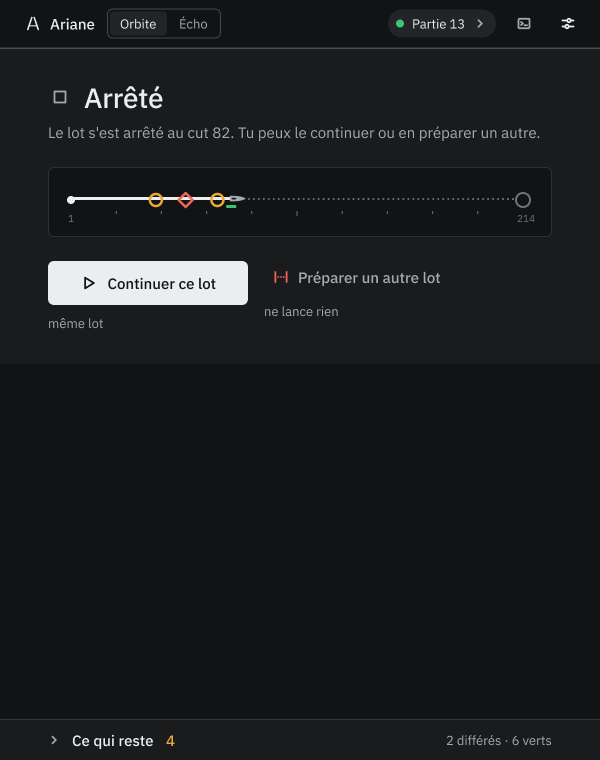 Ariane Orbite Écho Partie 13
Arrêté
Le lot s'est arrêté au cut 82. Tu peux le continuer ou en préparer un autre.
1 214
Continuer ce lot Préparer un autre lot
même lot ne lance rien
Ce qui reste 4 2 différés · 6 verts